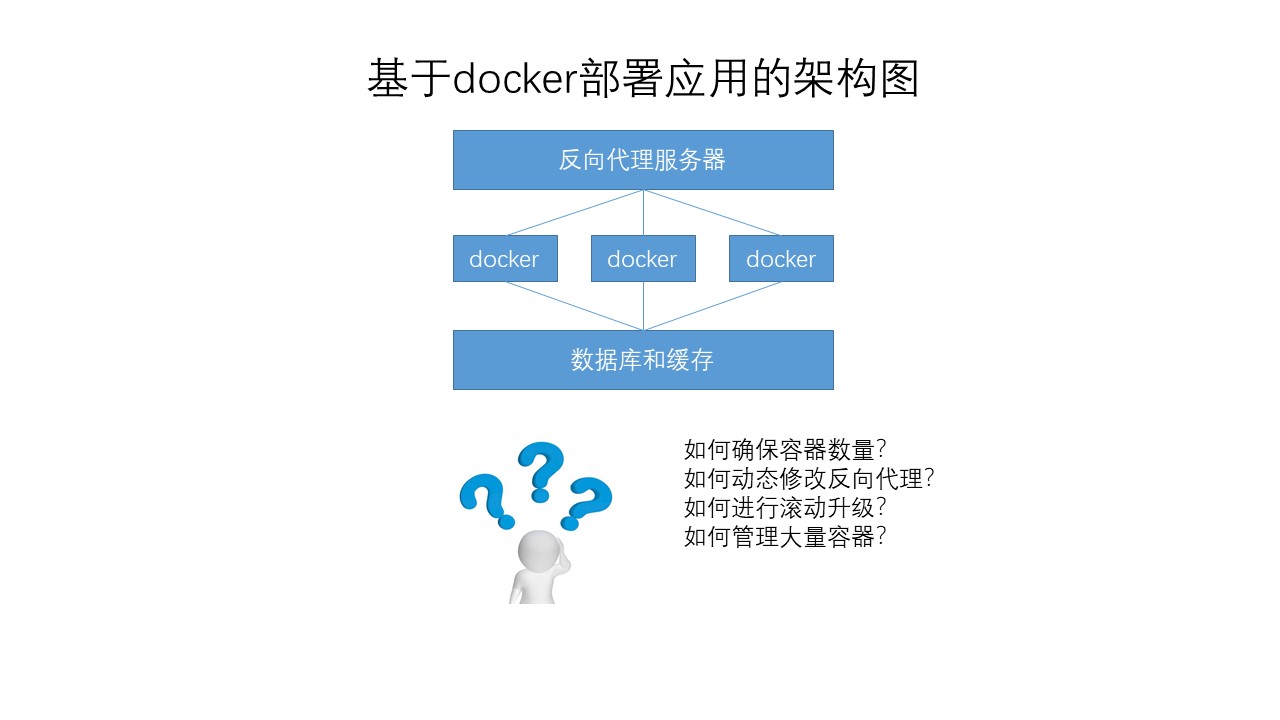 基于docker部署应用的架构图
反向代理服务器
docker docker docker
数据库和缓存
如何确保容器数量?
如何动态修改反向代理?
如何进行滚动升级?
如何管理大量容器?